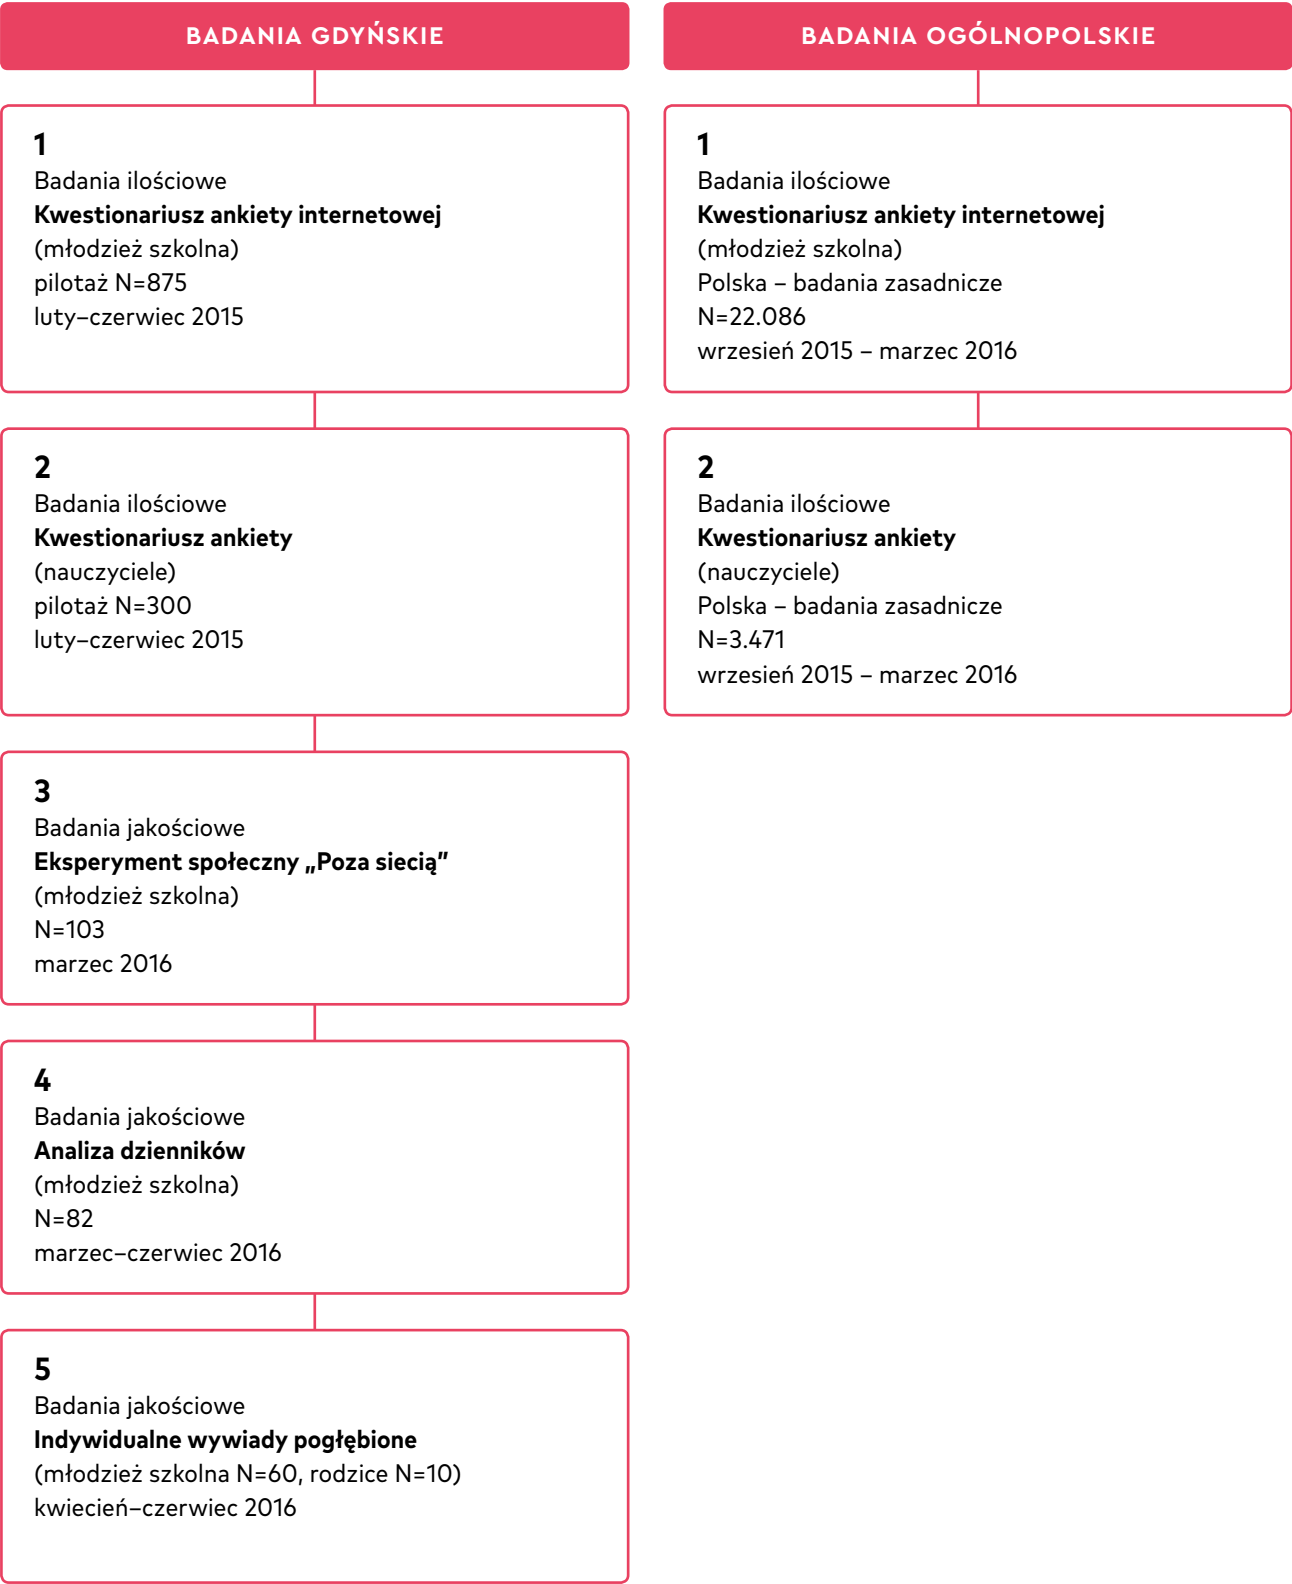 BADANIA GDYŃSKIE
1
Badania ilościowe
Kwestionariusz ankiety internetowej
(młodzież szkolna)
pilotaż N=875
luty–czerwiec 2015
2
Badania ilościowe
Kwestionariusz ankiety
(nauczyciele)
pilotaż N=300
luty–czerwiec 2015
3
Badania jakościowe
Eksperyment społeczny „Poza siecią”
(młodzież szkolna)
N=103
marzec 2016
4
Badania jakościowe
Analiza dzienników
(młodzież szkolna)
N=82
marzec–czerwiec 2016
5
Badania jakościowe
Indywidualne wywiady pogłębione
(młodzież szkolna N=60, rodzice N=10)
kwiecień–czerwiec 2016
BADANIA OGÓLNOPOLSKIE
1
Badania ilościowe
Kwestionariusz ankiety internetowej
(młodzież szkolna)
Polska – badania zasadnicze
N=22.086
wrzesień 2015 – marzec 2016
2
Badania ilościowe
Kwestionariusz ankiety
(nauczyciele)
Polska – badania zasadnicze
N=3.471
wrzesień 2015 – marzec 2016